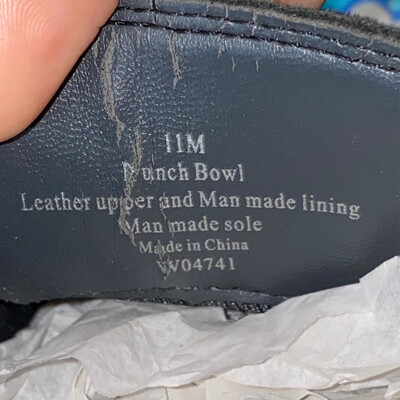 11M
Punch Bowl
Leather upper and Man made lining
Man made sole
Made in China
W04741